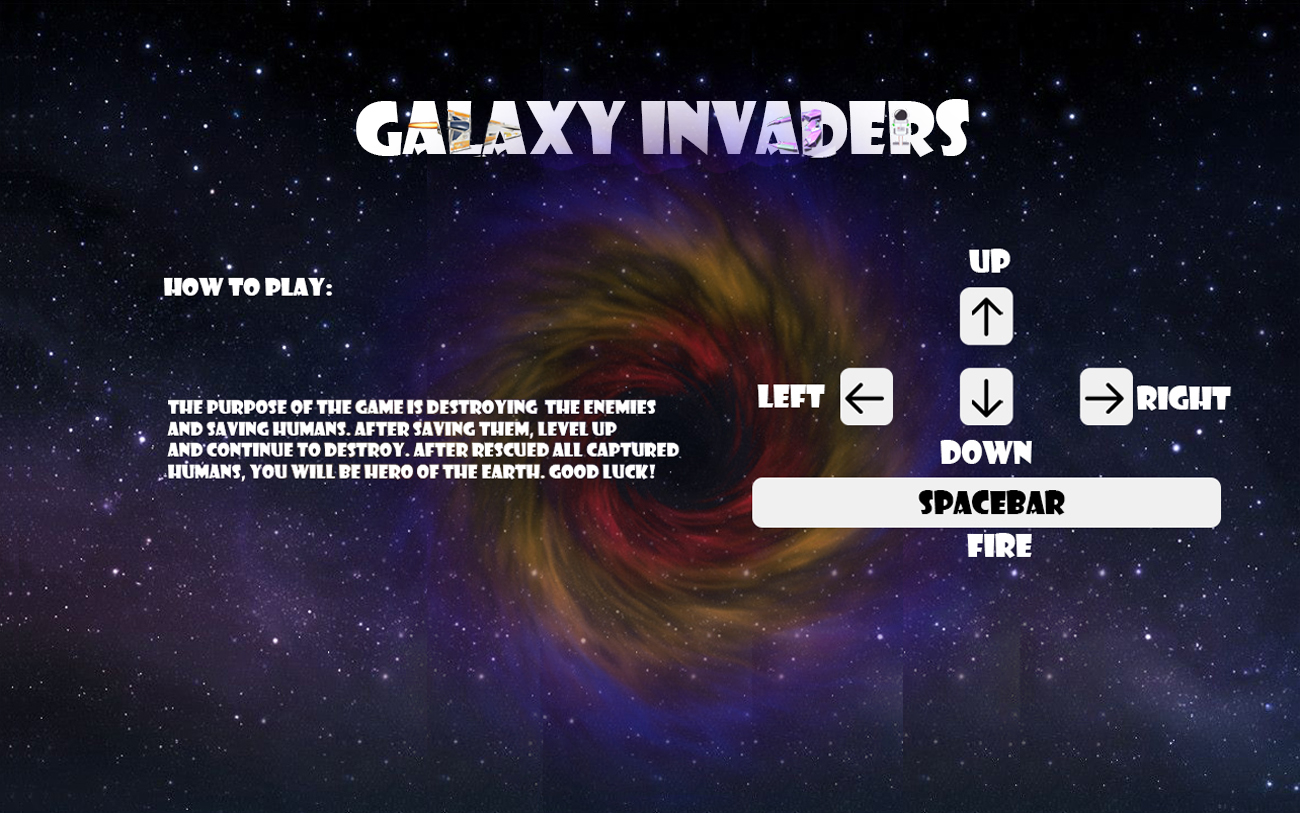 GALAXY INVADERS
HOW TO PLAY:
THE PURPOSE OF THE GAME IS DESTROYING THE ENEMIES
AND SAVING HUMANS. AFTER SAVING THEM, LEVEL UP
AND CONTINUE TO DESTROY. AFTER RESCUED ALL CAPTURED
HUMANS, YOU WILL BE HERO OF THE EARTH. GOOD LUCK!
UP
LEFT
RIGHT
DOWN
SPACEBAR
FIRE